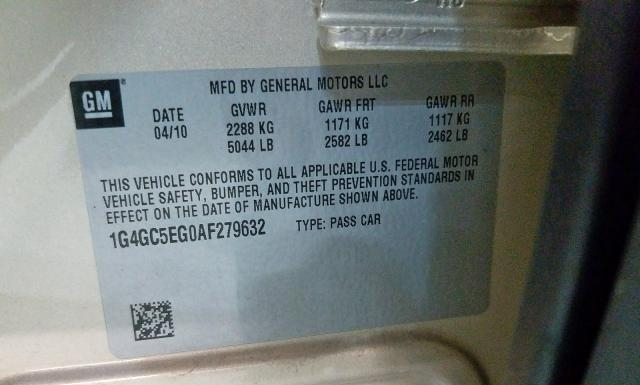 GM
MFD BY GENERAL MOTORS LLC
DATE GVWR GAWR FRT GAWR RR
04/10 2288 KG 1171 KG 1117 KG
5044 LB 2582 LB 2462 LB
THIS VEHICLE CONFORMS TO ALL APPLICABLE U.S. FEDERAL MOTOR
VEHICLE SAFETY, BUMPER, AND THEFT PREVENTION STANDARDS IN
EFFECT ON THE DATE OF MANUFACTURE SHOWN ABOVE.
1G4GC5EG0AF279632 TYPE: PASS CAR